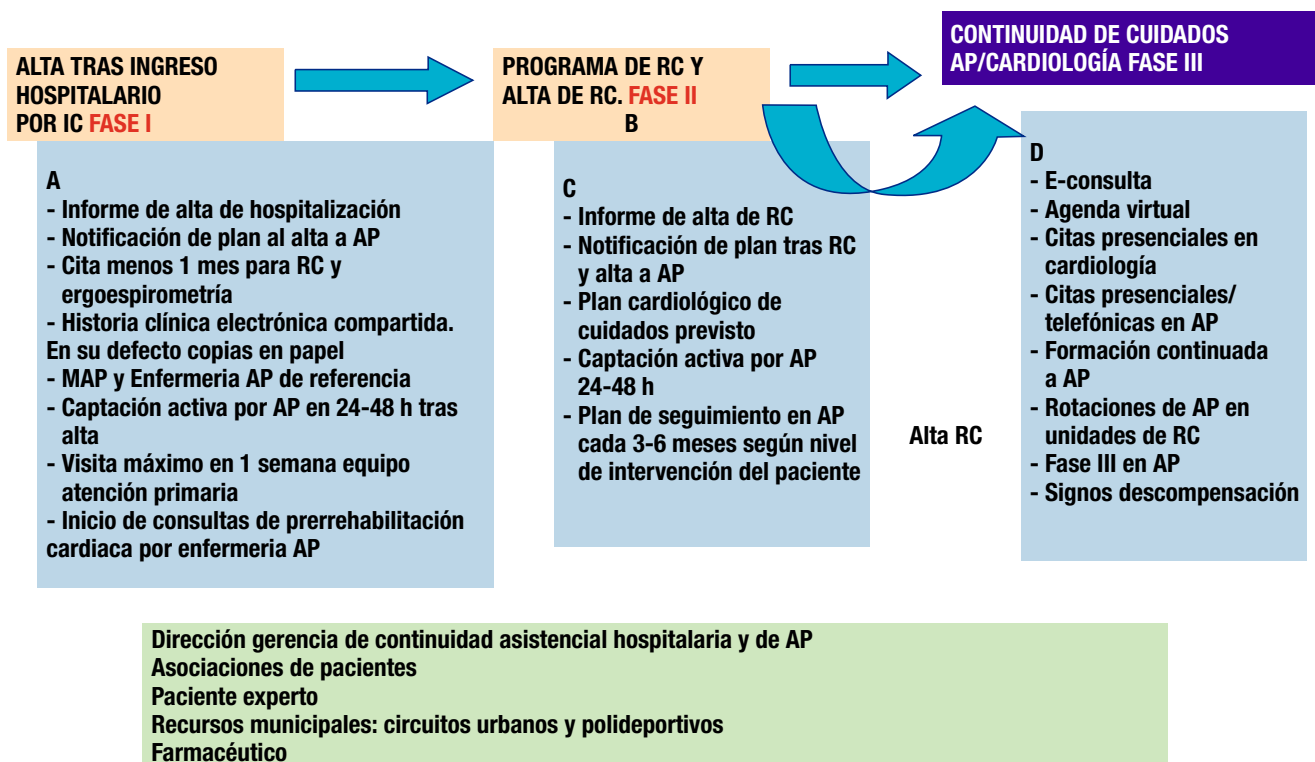 ALTA TRAS INGRESO
HOSPITALARIO
POR IC FASE I
PROGRAMA DE RC Y
ALTA DE RC. FASE II
B
CONTINUIDAD DE CUIDADOS
AP/CARDIOLOGÍA FASE III
A
- Informe de alta de hospitalización
- Notificación de plan al alta a AP
- Cita menos 1 mes para RC y
ergoespirometría
- Historia clínica electrónica compartida.
En su defecto copias en papel
- MAP y Enfermeria AP de referencia
- Captación activa por AP en 24-48 h tras
alta
- Visita máximo en 1 semana equipo
atención primaria
- Inicio de consultas de prerrehabilitación
cardiaca por enfermeria AP
C
- Informe de alta de RC
- Notificación de plan tras RC
y alta a AP
- Plan cardiológico de
cuidados previsto
- Captación activa por AP
24-48 h
- Plan de seguimiento en AP
cada 3-6 meses según nivel
de intervención del paciente
Alta RC
D
- E-consulta
- Agenda virtual
- Citas presenciales en
cardiología
- Citas presenciales/
telefónicas en AP
- Formación continuada
a AP
- Rotaciones de AP en
unidades de RC
- Fase III en AP
- Signos descompensación
Dirección gerencia de continuidad asistencial hospitalaria y de AP
Asociaciones de pacientes
Paciente experto
Recursos municipales: circuitos urbanos y polideportivos
Farmacéutico